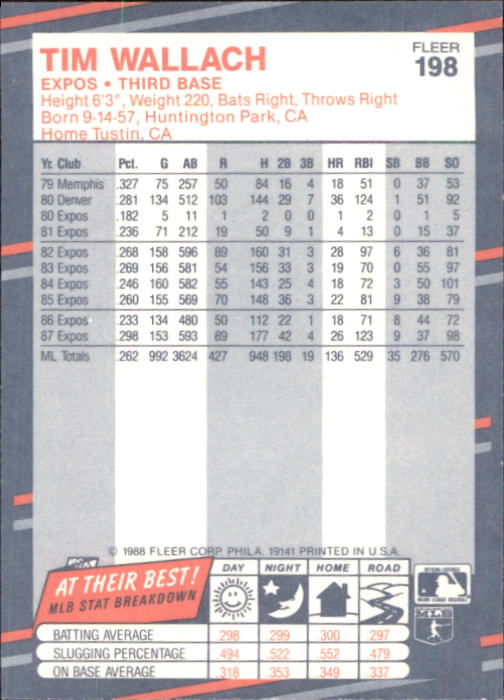 TIM WALLACH
FLEER
198
EXPOS • THIRD BASE
Height 6'3", Weight 220, Bats Right, Throws Right
Born 9-14-57, Huntington Park, CA
Home Tustin, CA
Yr. Club Pct. G AB R H 2B 3B HR RBI SB BB SO
79 Memphis .327 75 257 50 84 16 4 18 51 0 37 53
80 Denver .281 134 512 103 144 29 7 36 124 1 51 92
80 Expos .182 5 11 1 2 0 0 1 2 0 1 5
81 Expos .236 71 212 19 50 9 1 4 13 0 15 37
82 Expos .268 158 596 89 160 31 3 28 97 6 36 81
83 Expos .269 156 581 54 156 33 3 19 70 0 55 97
84 Expos .246 160 582 55 143 25 4 18 72 3 50 101
85 Expos .260 155 569 70 148 36 3 22 81 9 38 79
86 Expos .233 134 480 50 112 22 1 18 71 8 44 72
87 Expos .298 153 593 89 177 42 4 26 123 9 37 98
ML Totals .262 992 3624 427 948 198 19 136 529 35 276 570
© 1988 FLEER CORP. PHILA. 19141 PRINTED IN U.S.A.
AT THEIR BEST!
MLB STAT BREAKDOWN
DAY NIGHT HOME ROAD
BATTING AVERAGE .298 .299 .300 .297
SLUGGING PERCENTAGE .494 .522 .552 .479
ON BASE AVERAGE .318 .353 .349 .337